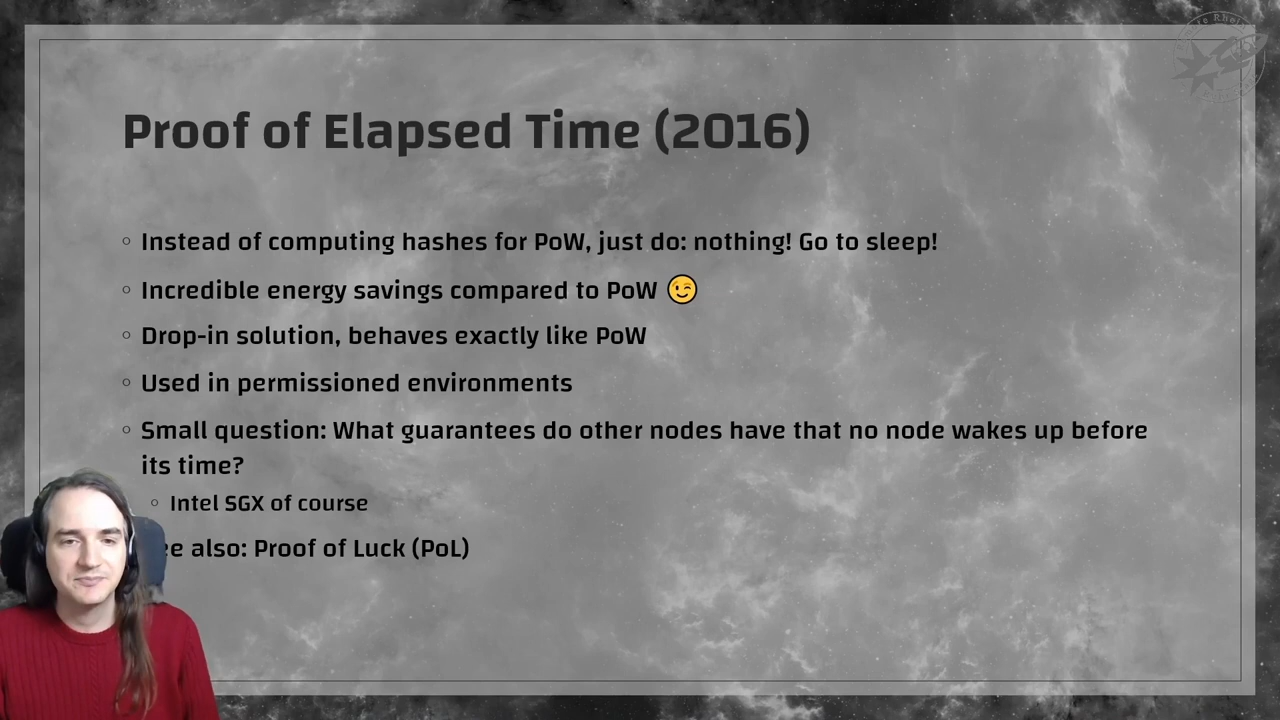 Proof of Elapsed Time (2016)
Instead of computing hashes for PoW, just do: nothing! Go to sleep!
Incredible energy savings compared to PoW 😉
Drop-in solution, behaves exactly like PoW
Used in permissioned environments
Small question: What guarantees do other nodes have that no node wakes up before
its time?
Intel SGX of course
ee also: Proof of Luck (PoL)